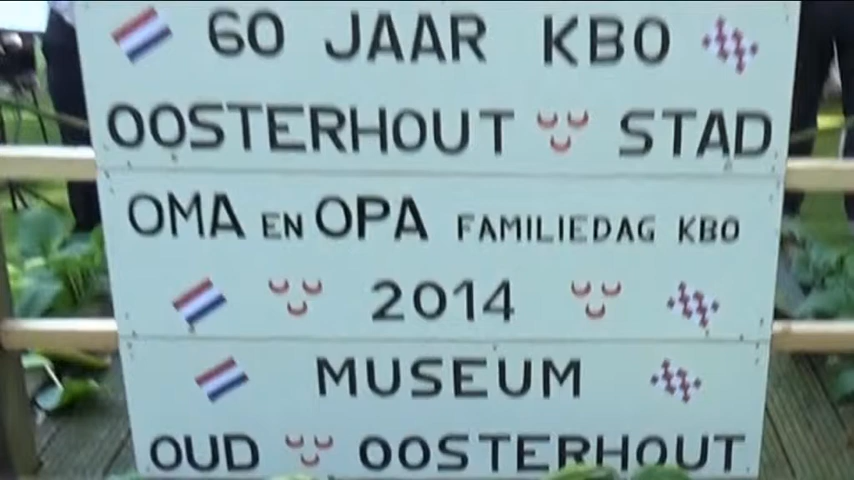 60 JAAR KBO
OOSTERHOUT STAD
OMA EN OPA FAMILIEDAG KBO
2014
MUSEUM
OUD OOSTERHOUT